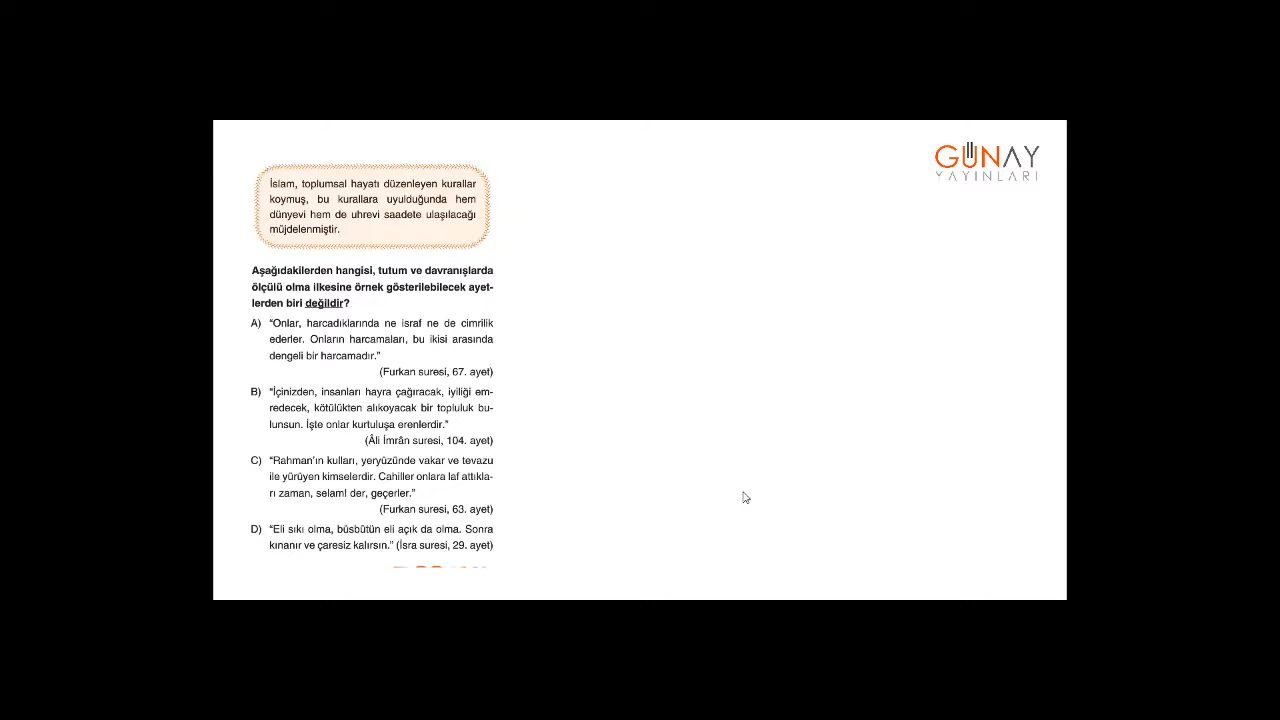 GÜNAY
YAYINLARI
İslam, toplumsal hayatı düzenleyen kurallar
koymuş, bu kurallara uyulduğunda hem
dünyevi hem de uhrevi saadete ulaşılacağı
müjdelenmiştir.
Aşağıdakilerden hangisi, tutum ve davranışlarda
ölçülü olma ilkesine örnek gösterilebilecek ayet-
lerden biri değildir?
A) “Onlar, harcadıklarında ne israf ne de cimrilik
ederler. Onların harcamaları, bu ikisi arasında
dengeli bir harcamadır.”
(Furkan suresi, 67. ayet)
B) “İçinizden, insanları hayra çağıracak, iyiliği em-
redecek, kötülükten alıkoyacak bir topluluk bu-
lunsun. İşte onlar kurtuluşa erenlerdir.”
(Âli İmrân suresi, 104. ayet)
C) “Rahman’ın kulları, yeryüzünde vakar ve tevazu
ile yürüyen kimselerdir. Cahiller onlara laf attıkla-
rı zaman, selam! der, geçerler.”
(Furkan suresi, 63. ayet)
D) “Eli sıkı olma, büsbütün eli açık da olma. Sonra
kınanır ve çaresiz kalırsın.” (İsra suresi, 29. ayet)